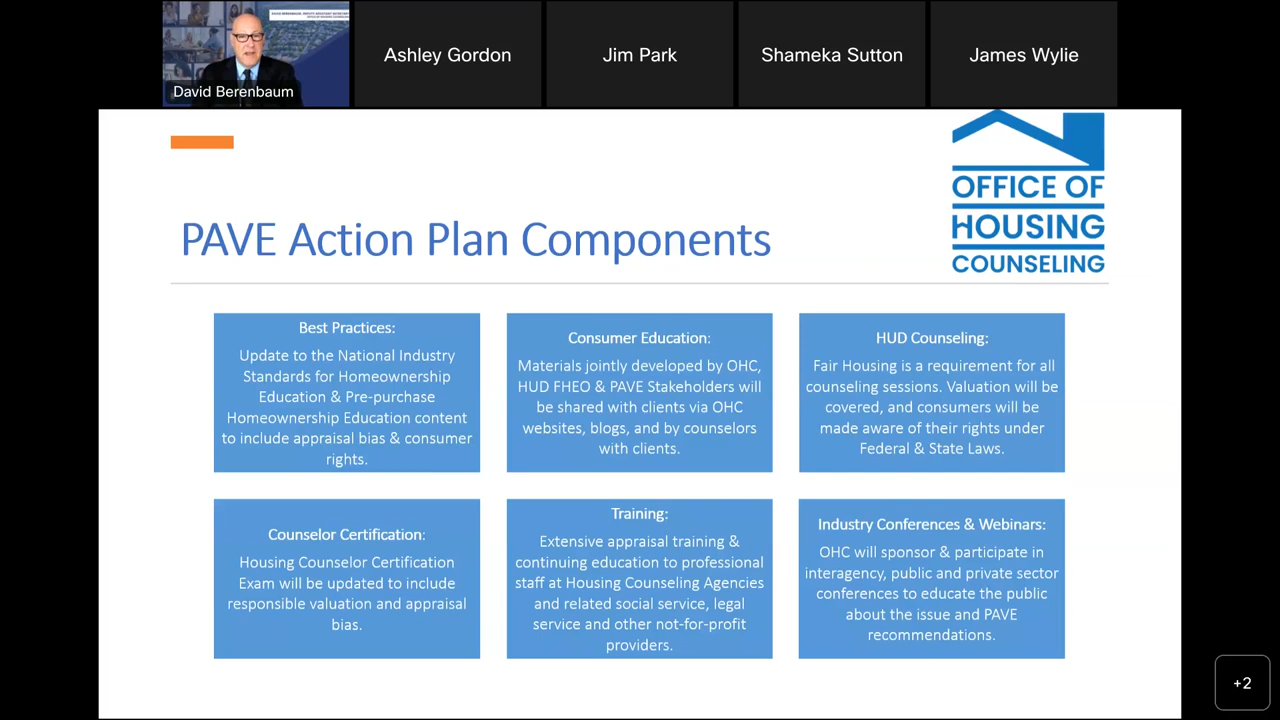 Ashley Gordon
Jim Park
Shameka Sutton
James Wylie
David Berenbaum
OFFICE OF
HOUSING
COUNSELING
PAVE Action Plan Components
Best Practices:
Update to the National Industry
Standards for Homeownership
Education & Pre-purchase
Homeownership Education content
to include appraisal bias & consumer
rights.
Consumer Education:
Materials jointly developed by OHC,
HUD FHEO & PAVE Stakeholders will
be shared with clients via OHC
websites, blogs, and by counselors
with clients.
HUD Counseling:
Fair Housing is a requirement for all
counseling sessions. Valuation will be
covered, and consumers will be
made aware of their rights under
Federal & State Laws.
Counselor Certification:
Housing Counselor Certification
Exam will be updated to include
responsible valuation and appraisal
bias.
Training:
Extensive appraisal training &
continuing education to professional
staff at Housing Counseling Agencies
and related social service, legal
service and other not-for-profit
providers.
Industry Conferences & Webinars:
OHC will sponsor & participate in
interagency, public and private sector
conferences to educate the public
about the issue and PAVE
recommendations.
+2